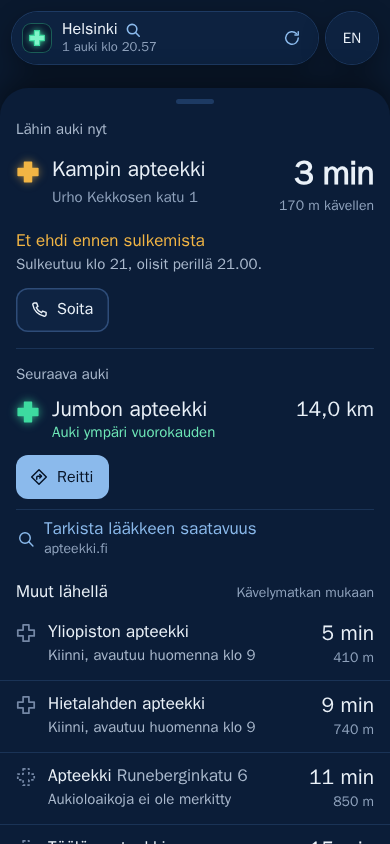 Helsinki
1 auki klo 20.57
EN
Lähin auki nyt
Kampin apteekki
3 min
Urho Kekkosen katu 1
170 m kävellen
Et ehdi ennen sulkemista
Sulkeutuu klo 21, olisit perillä 21.00.
Soita
Seuraava auki
Jumbon apteekki
14,0 km
Auki ympäri vuorokauden
Reitti
Tarkista lääkkeen saatavuus
apteekki.fi
Muut lähellä
Kävelymatkan mukaan
Yliopiston apteekki
5 min
Kiinni, avautuu huomenna klo 9
410 m
Hietalahden apteekki
9 min
Kiinni, avautuu huomenna klo 9
740 m
Apteekki Runeberginkatu 6
11 min
Aukioloaikoja ei ole merkitty
850 m